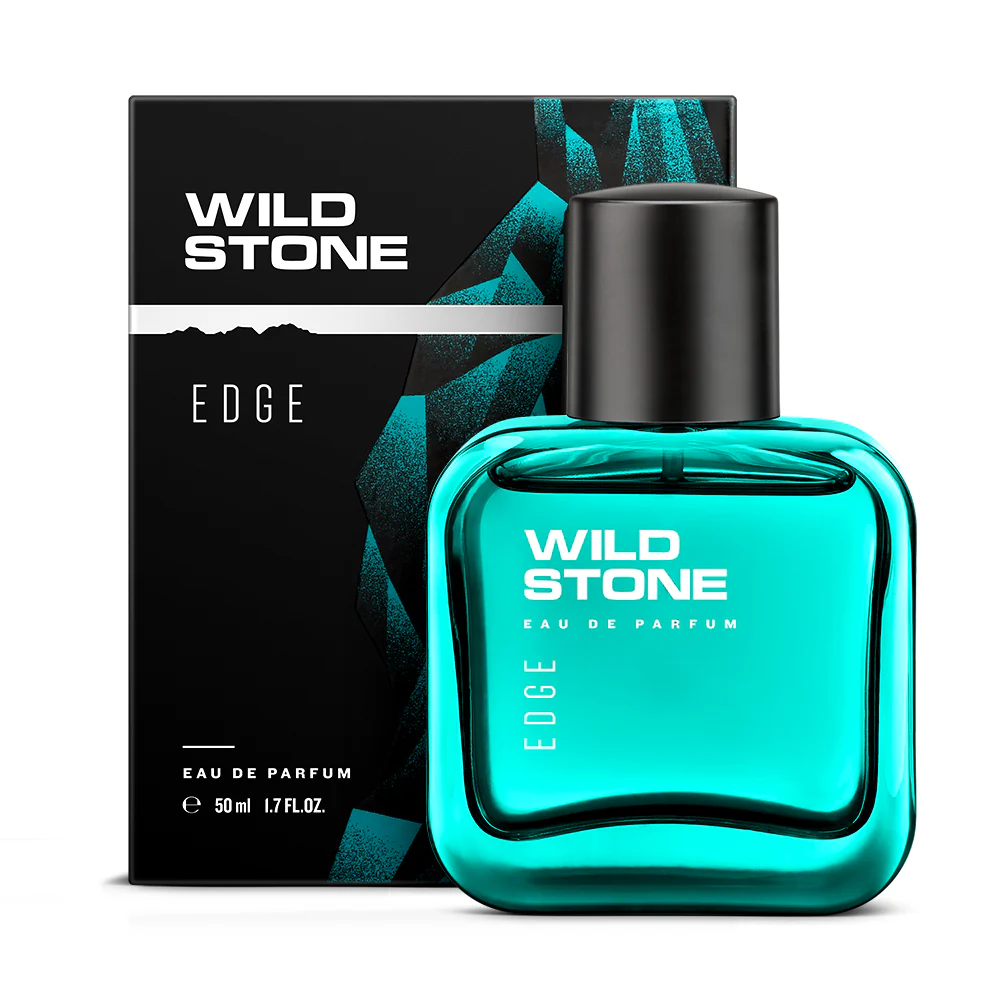 WILD
STONE
EDGE
EAU DE PARFUM
℮ 50 ml 1.7 FL.OZ.
WILD
STONE
EAU DE PARFUM
EDGE